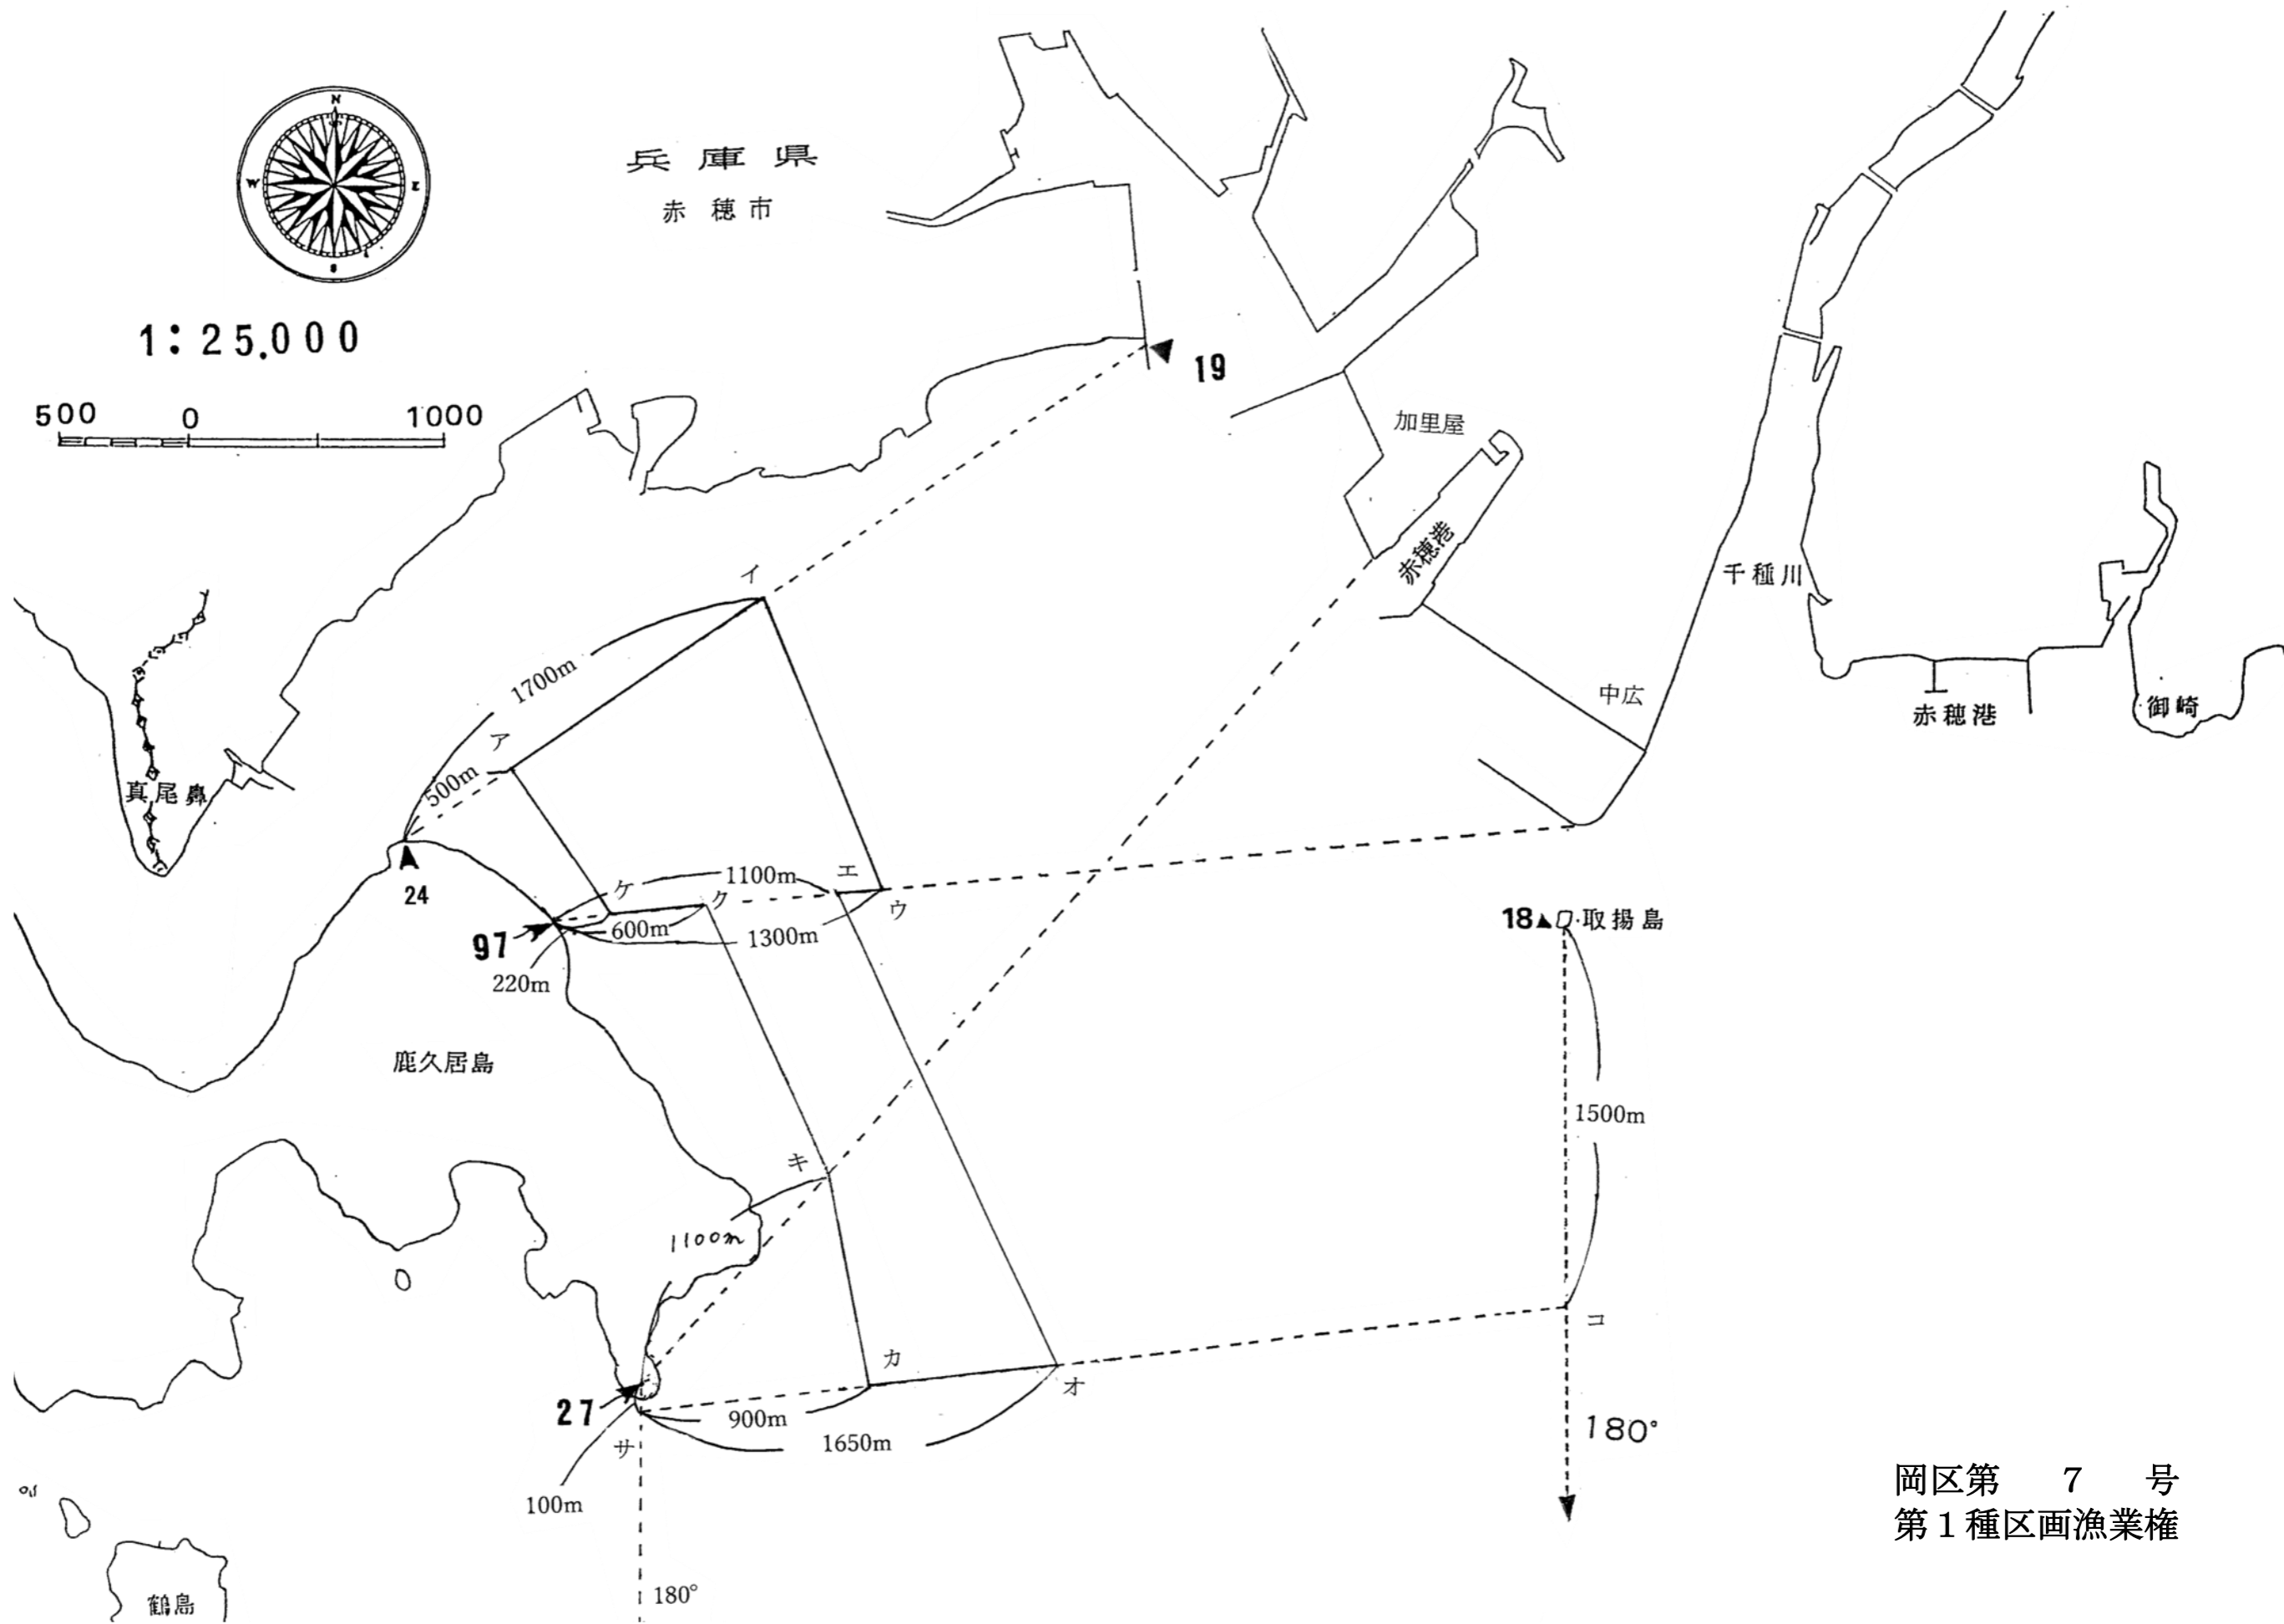 N
W
E
S
兵庫県
赤穂市
1:25.000
500 0 1000
19
加里屋
赤穂港
千種川
イ
1700m
中広
赤穂港
御崎
ア
500m
真尾鼻
24
エ
1100m
ケ
ク
ウ
97
600m
1300m
220m
18
取揚島
鹿久居島
1500m
キ
1100m
コ
カ
オ
27
900m
サ
1650m
180°
100m
岡区第 7 号
第1種区画漁業権
180°
鶴島